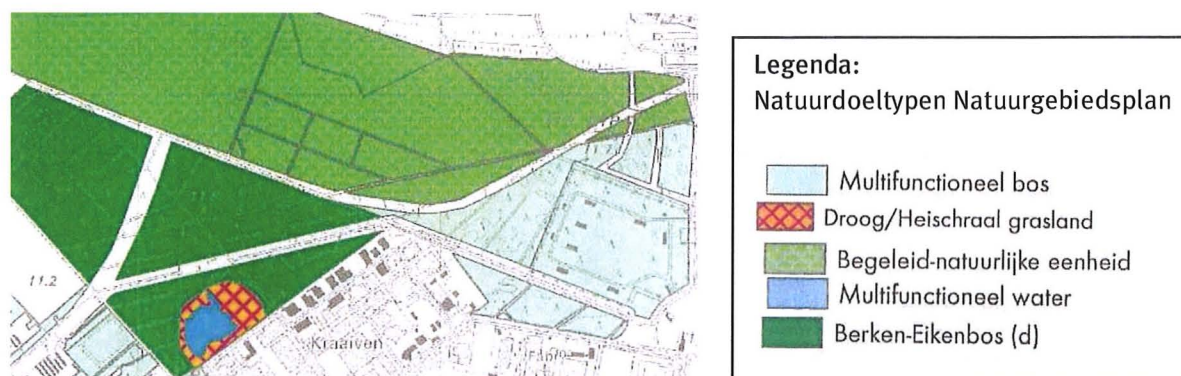 11.2
Kraaiven
Legenda:
Natuurdoeltypen Natuurgebiedsplan
Multifunctioneel bos
Droog/Heischraal grasland
Begeleid-natuurlijke eenheid
Multifunctioneel water
Berken-Eikenbos (d)